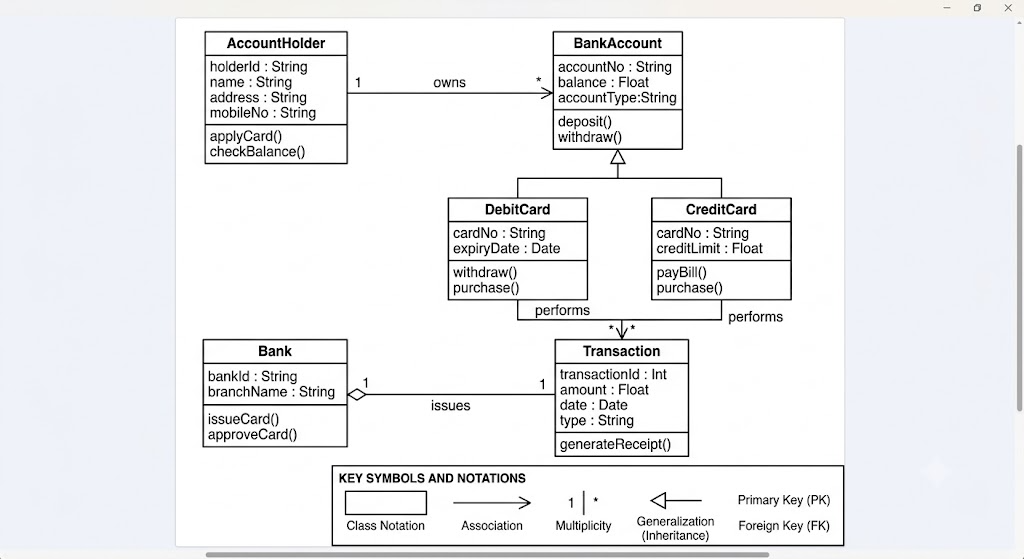 AccountHolder
holderId : String
name : String
address : String
mobileNo : String
applyCard()
checkBalance()
1
owns
*
BankAccount
accountNo : String
balance : Float
accountType:String
deposit()
withdraw()
DebitCard
cardNo : String
expiryDate : Date
withdraw()
purchase()
CreditCard
cardNo : String
creditLimit : Float
payBill()
purchase()
performs
performs
* *
Bank
bankId : String
branchName : String
issueCard()
approveCard()
1
issues
1
Transaction
transactionId : Int
amount : Float
date : Date
type : String
generateReceipt()
KEY SYMBOLS AND NOTATIONS
Class Notation
Association
1 | *
Multiplicity
Generalization
(Inheritance)
Primary Key (PK)
Foreign Key (FK)